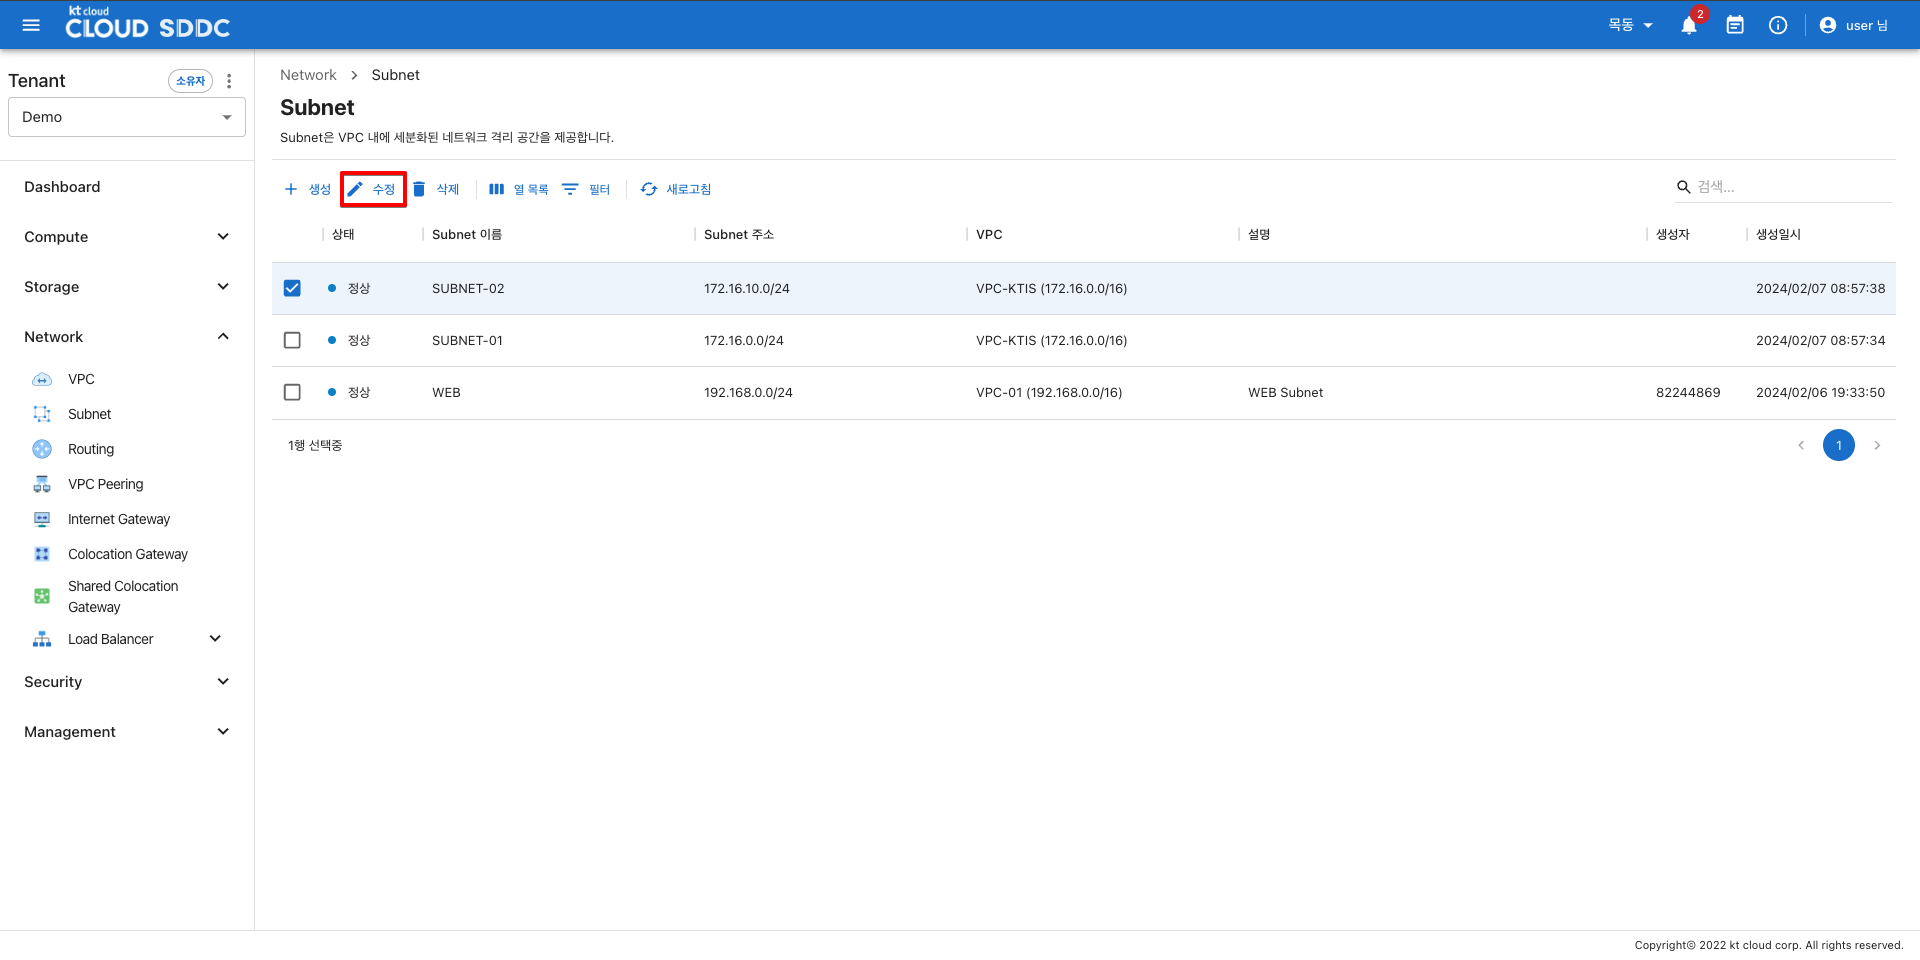 kt cloud
CLOUD SDDC
목동
2
user 님
Tenant
소유자
Demo
Dashboard
Compute
Storage
Network
VPC
Subnet
Routing
VPC Peering
Internet Gateway
Colocation Gateway
Shared Colocation
Gateway
Load Balancer
Security
Management
Network > Subnet
Subnet
Subnet은 VPC 내에 세분화된 네트워크 격리 공간을 제공합니다.
생성 수정 삭제 열 목록 필터 새로고침
검색...
상태 Subnet 이름 Subnet 주소 VPC 설명 생성자 생성일시
정상 SUBNET-02 172.16.10.0/24 VPC-KTIS (172.16.0.0/16) 2024/02/07 08:57:38
정상 SUBNET-01 172.16.0.0/24 VPC-KTIS (172.16.0.0/16) 2024/02/07 08:57:34
정상 WEB 192.168.0.0/24 VPC-01 (192.168.0.0/16) WEB Subnet 82244869 2024/02/06 19:33:50
1행 선택중
1
Copyright© 2022 kt cloud corp. All rights reserved.